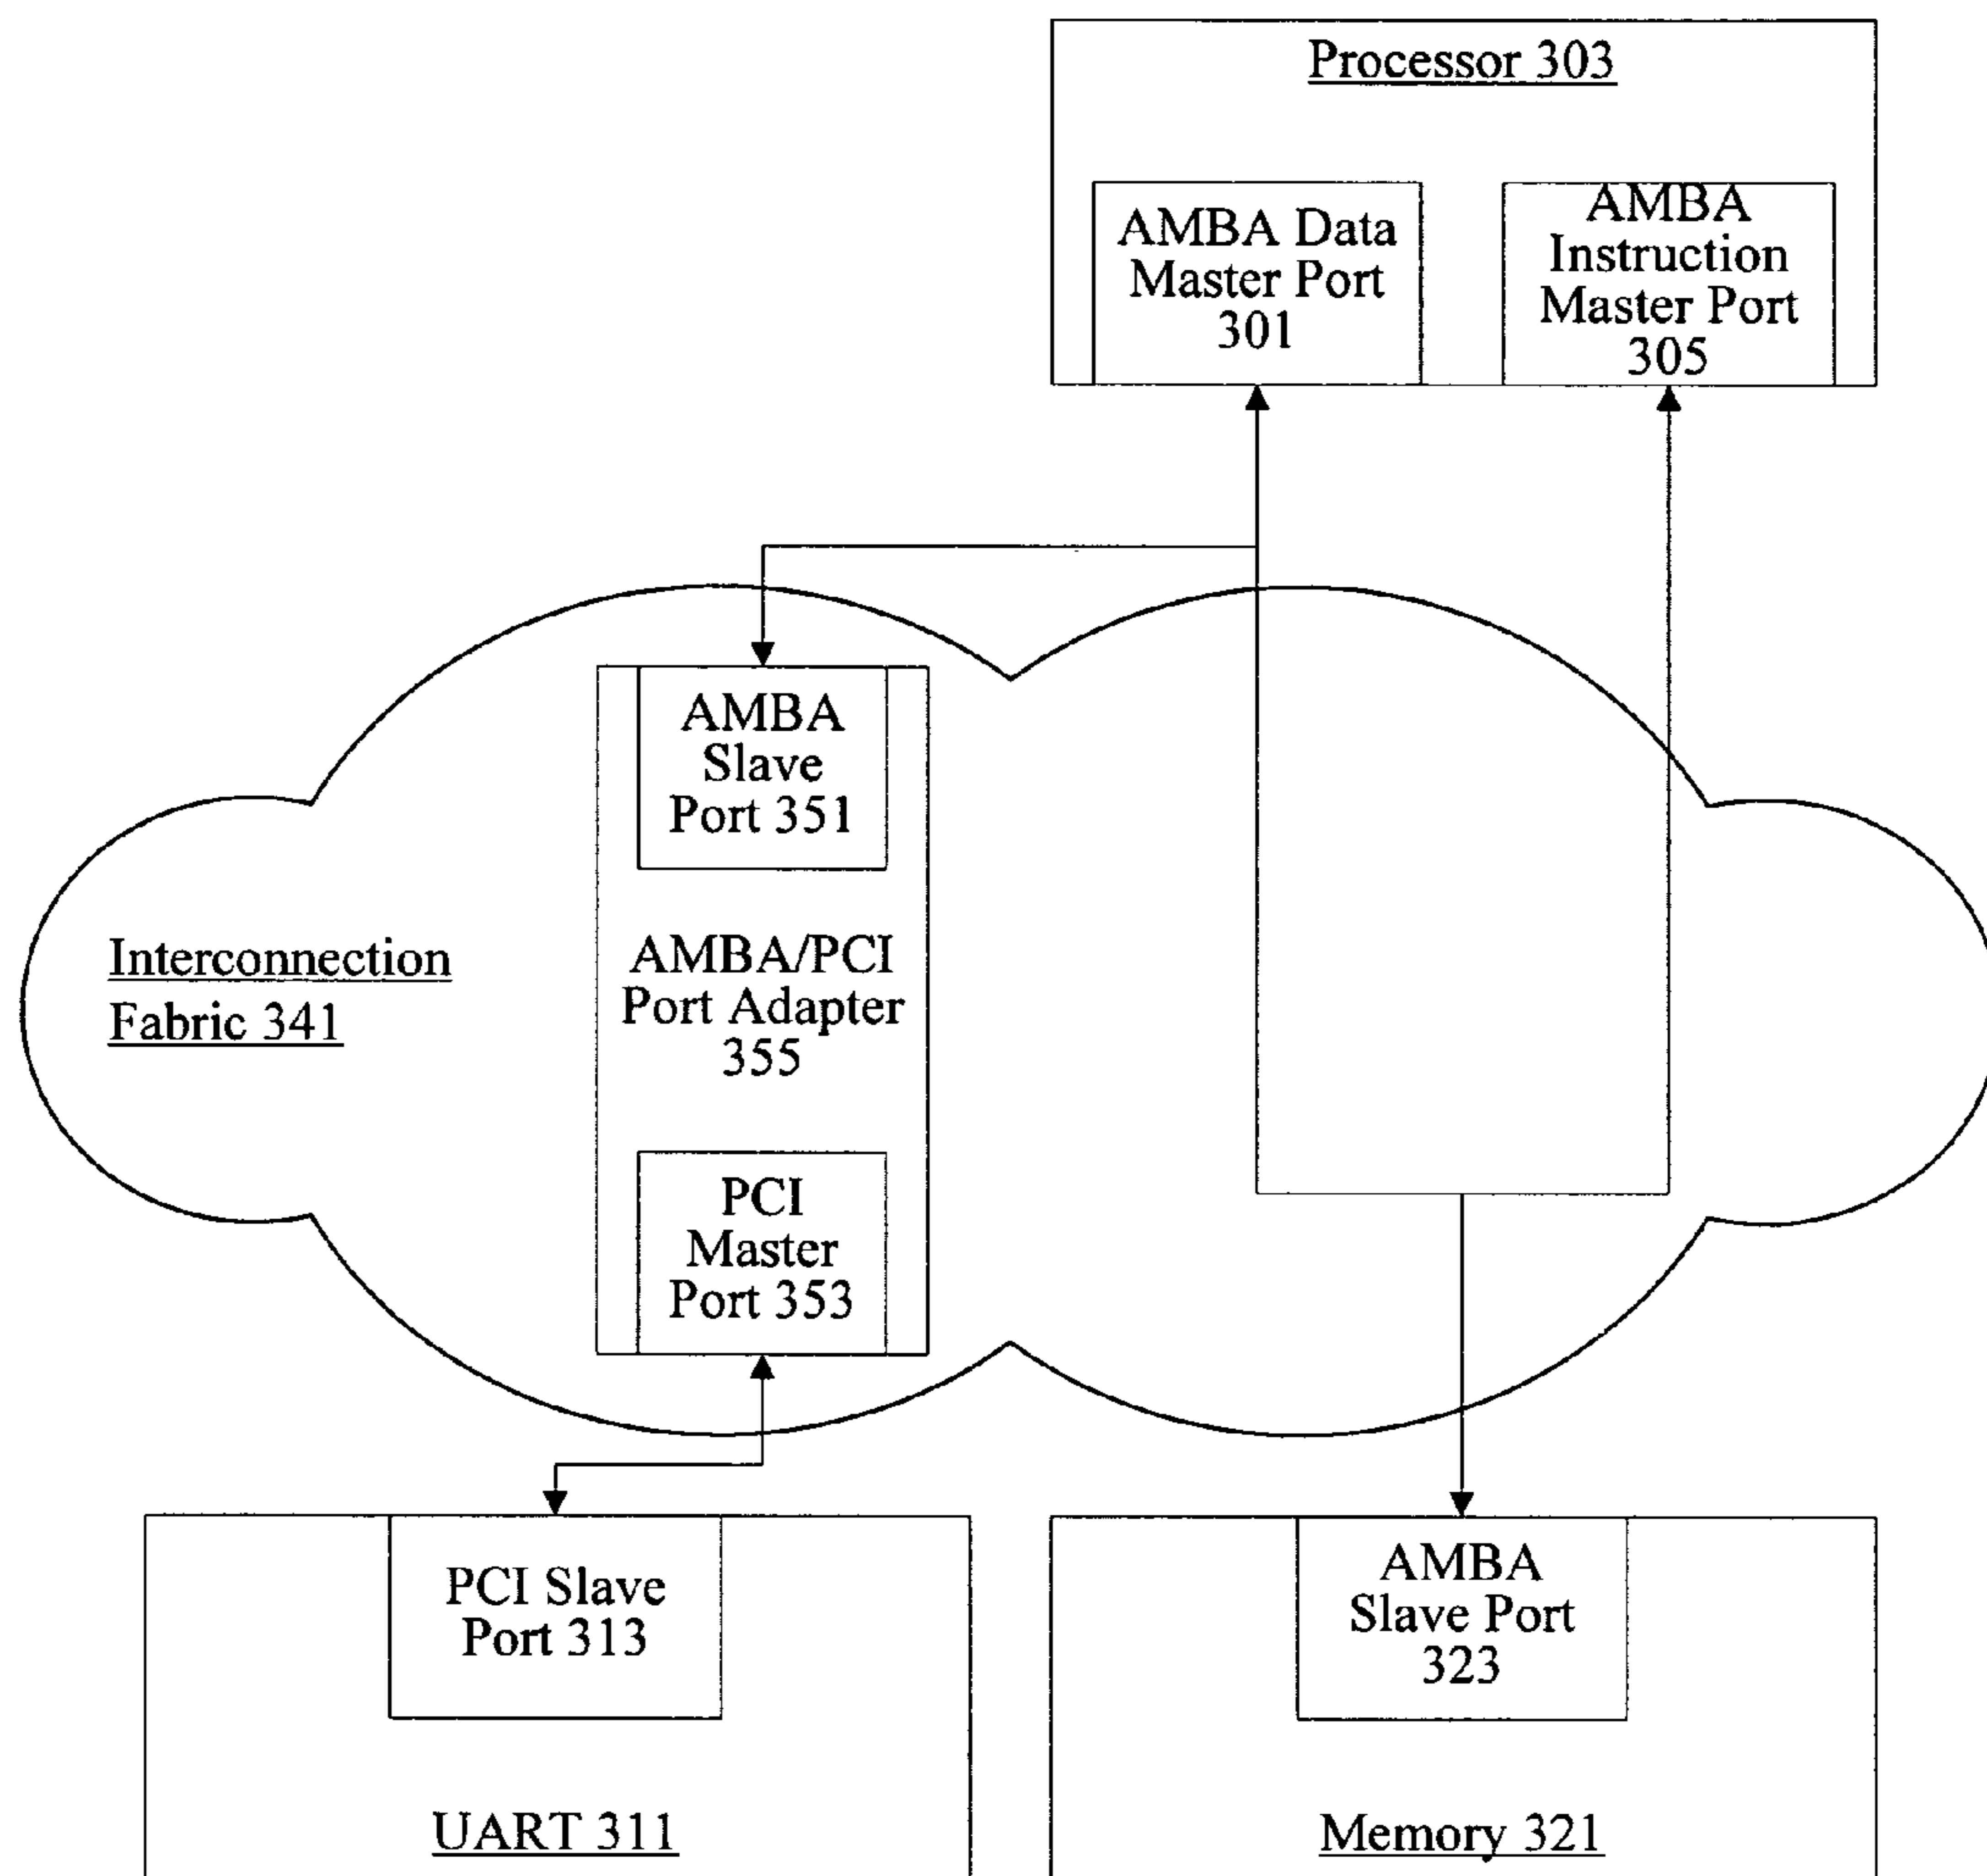 Processor 303
AMBA Data
Master Port
301
AMBA
Instruction
Master Port
305
AMBA
Slave
Port 351
Interconnection
Fabric 341
AMBA/PCI
Port Adapter
355
PCI
Master
Port 353
PCI Slave
Port 313
AMBA
Slave Port
323
UART 311
Memory 321